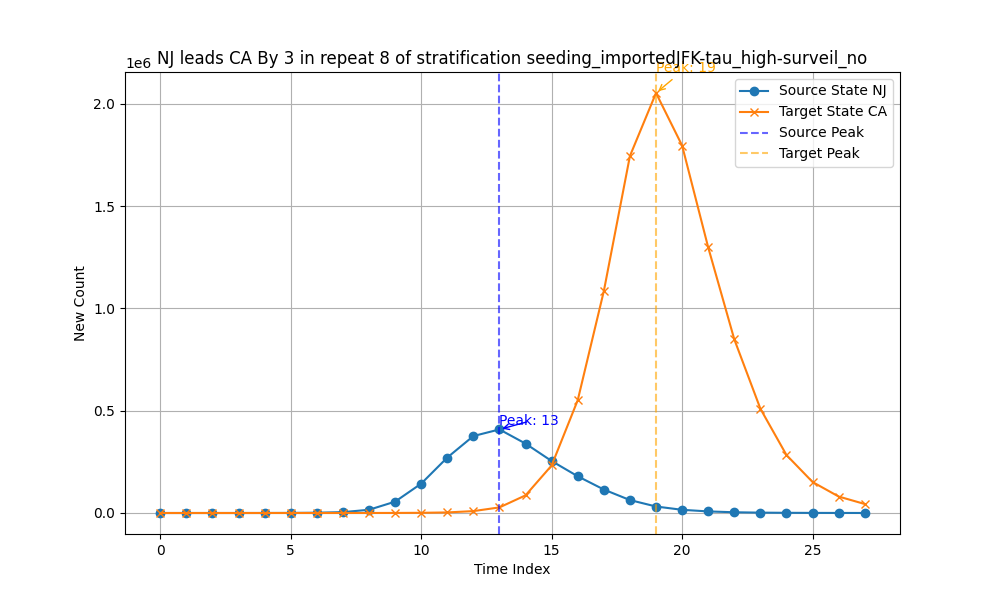 NJ leads CA By 3 in repeat 8 of stratification seeding_importedJFK-tau_high-surveil_no
1e6
Peak: 19
Source State NJ
Target State CA
Source Peak
Target Peak
2.0
1.5
1.0
0.5
0.0
New Count
Peak: 13
0 5 10 15 20 25
Time Index